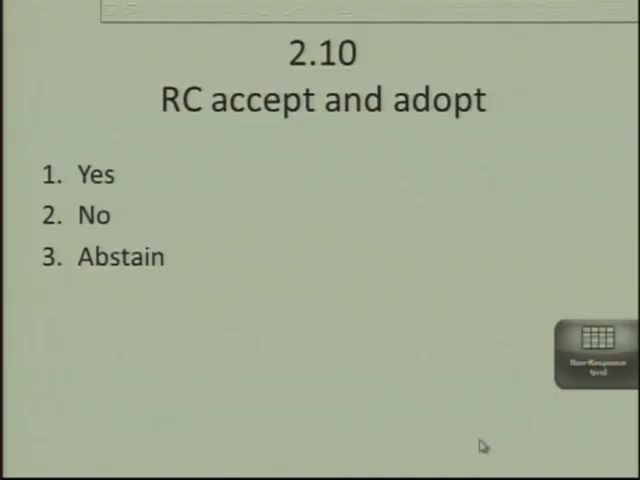 2.10
RC accept and adopt
1. Yes
2. No
3. Abstain